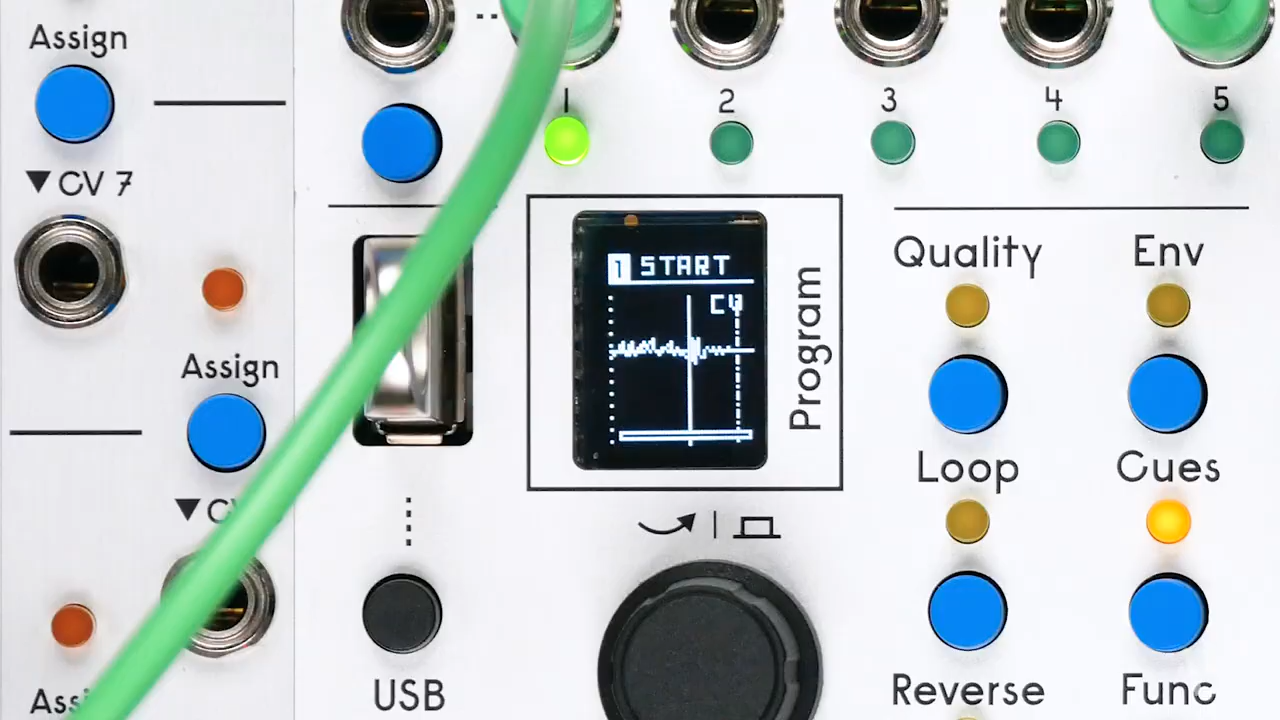 Assign
1 2 3 4 5
▼ CV 7
Quality Env
1 START
CV
Program
Assign
Loop Cues
USB
Reverse Func